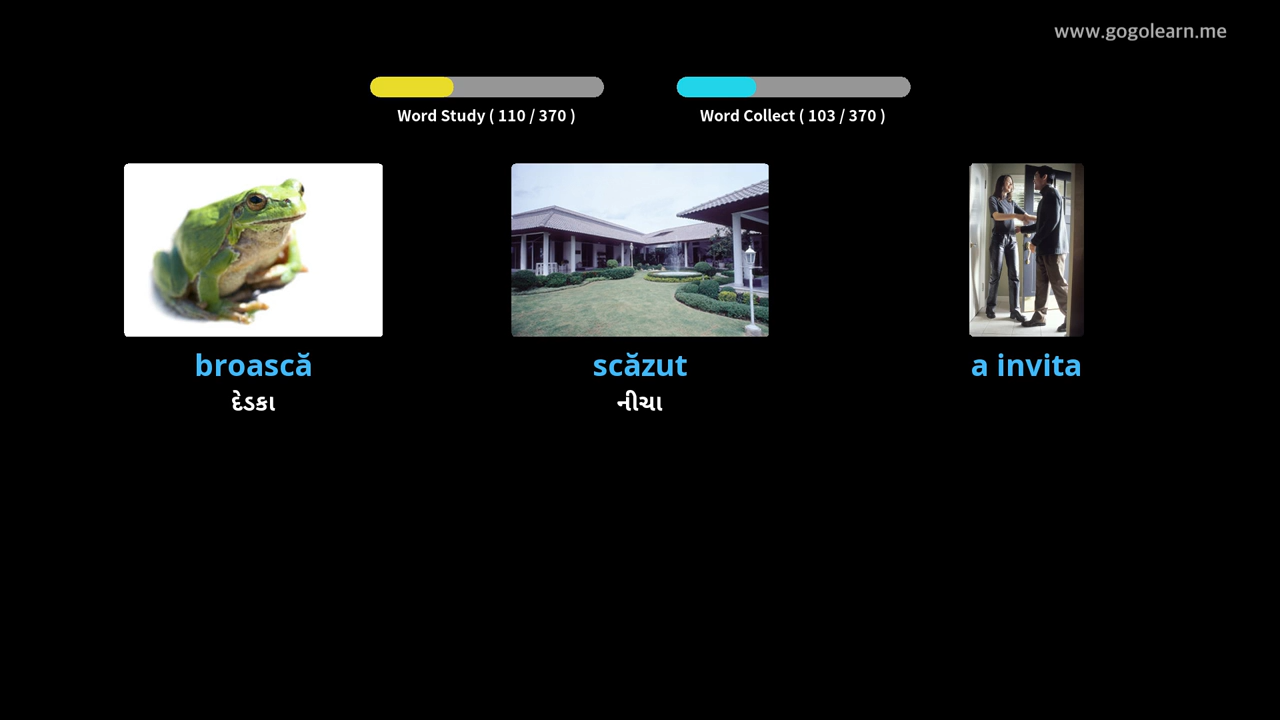 www.gogolearn.me
Word Study ( 110 / 370 )
Word Collect ( 103 / 370 )
broască
દેડકા
scăzut
નીચા
a invita